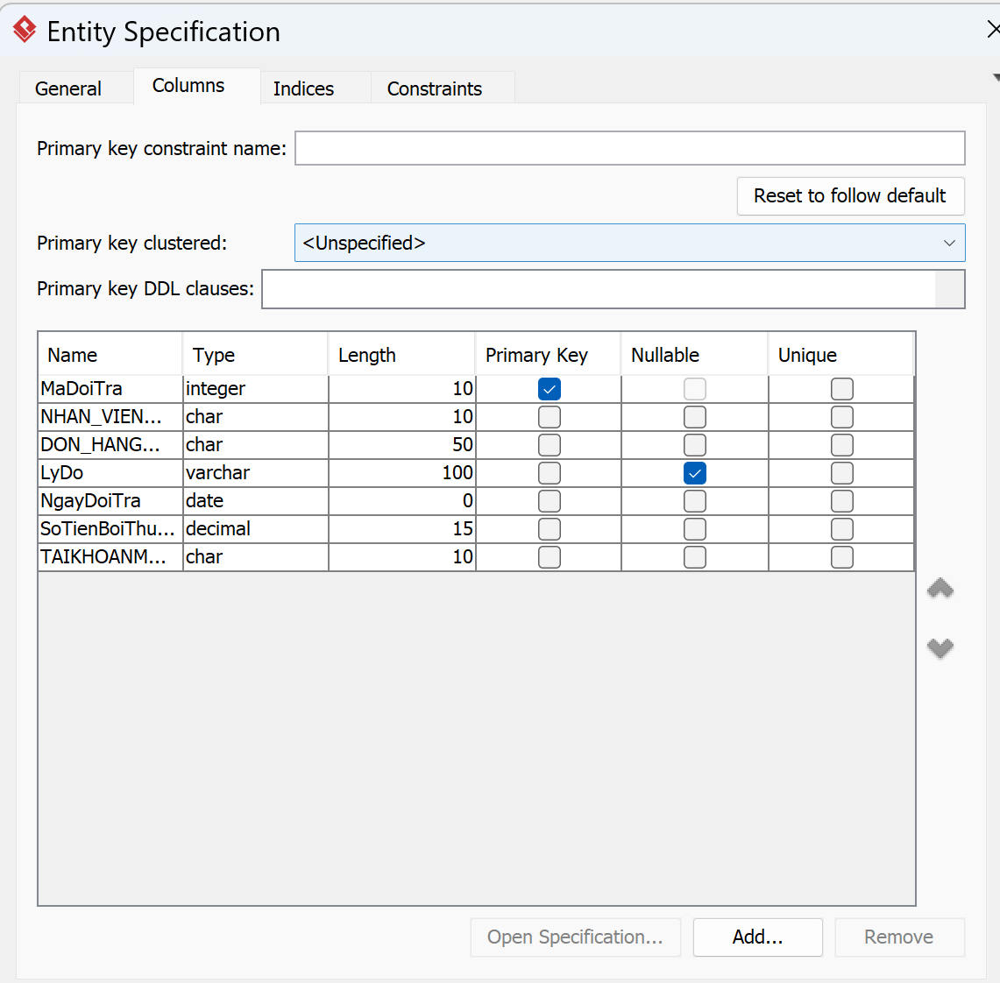 Entity Specification
General Columns Indices Constraints
Primary key constraint name:
Reset to follow default
Primary key clustered: <Unspecified>
Primary key DDL clauses:
Name Type Length Primary Key Nullable Unique
MaDoiTra integer 10
NHAN_VIEN... char 10
DON_HANG... char 50
LyDo varchar 100
NgayDoiTra date 0
SoTienBoiThu... decimal 15
TAIKHOANM... char 10
Open Specification... Add... Remove